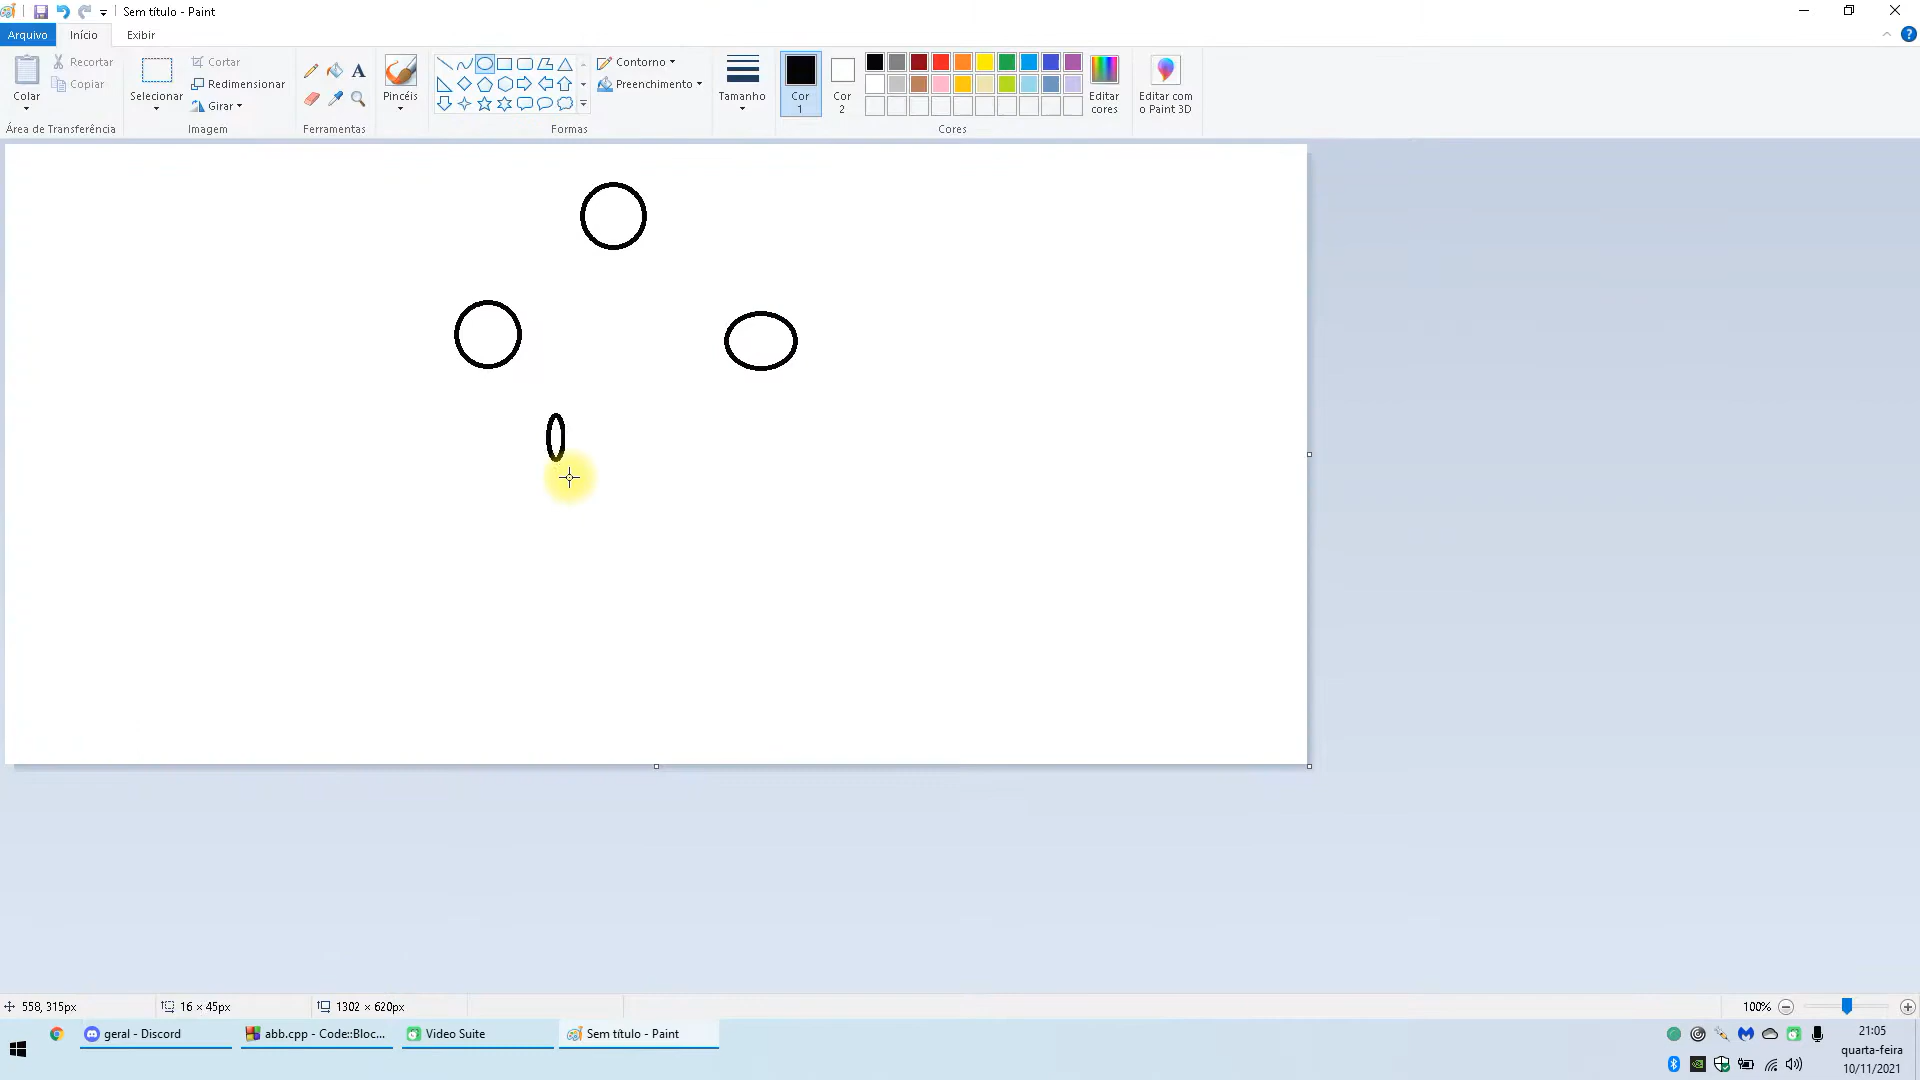 Sem título - Paint
Arquivo Início Exibir
Colar
Recortar
Copiar
Área de Transferência
Selecionar
Cortar
Redimensionar
Girar
Imagem
A
Ferramentas
Pincéis
Contorno
Preenchimento
Formas
Tamanho
Cor 1
Cor 2
Editar cores
Editar com o Paint 3D
Cores
558, 315px 16 × 45px 1302 × 620px 100%
geral - Discord abb.cpp - Code::Bloc... Video Suite Sem título - Paint
21:05
quarta-feira
10/11/2021